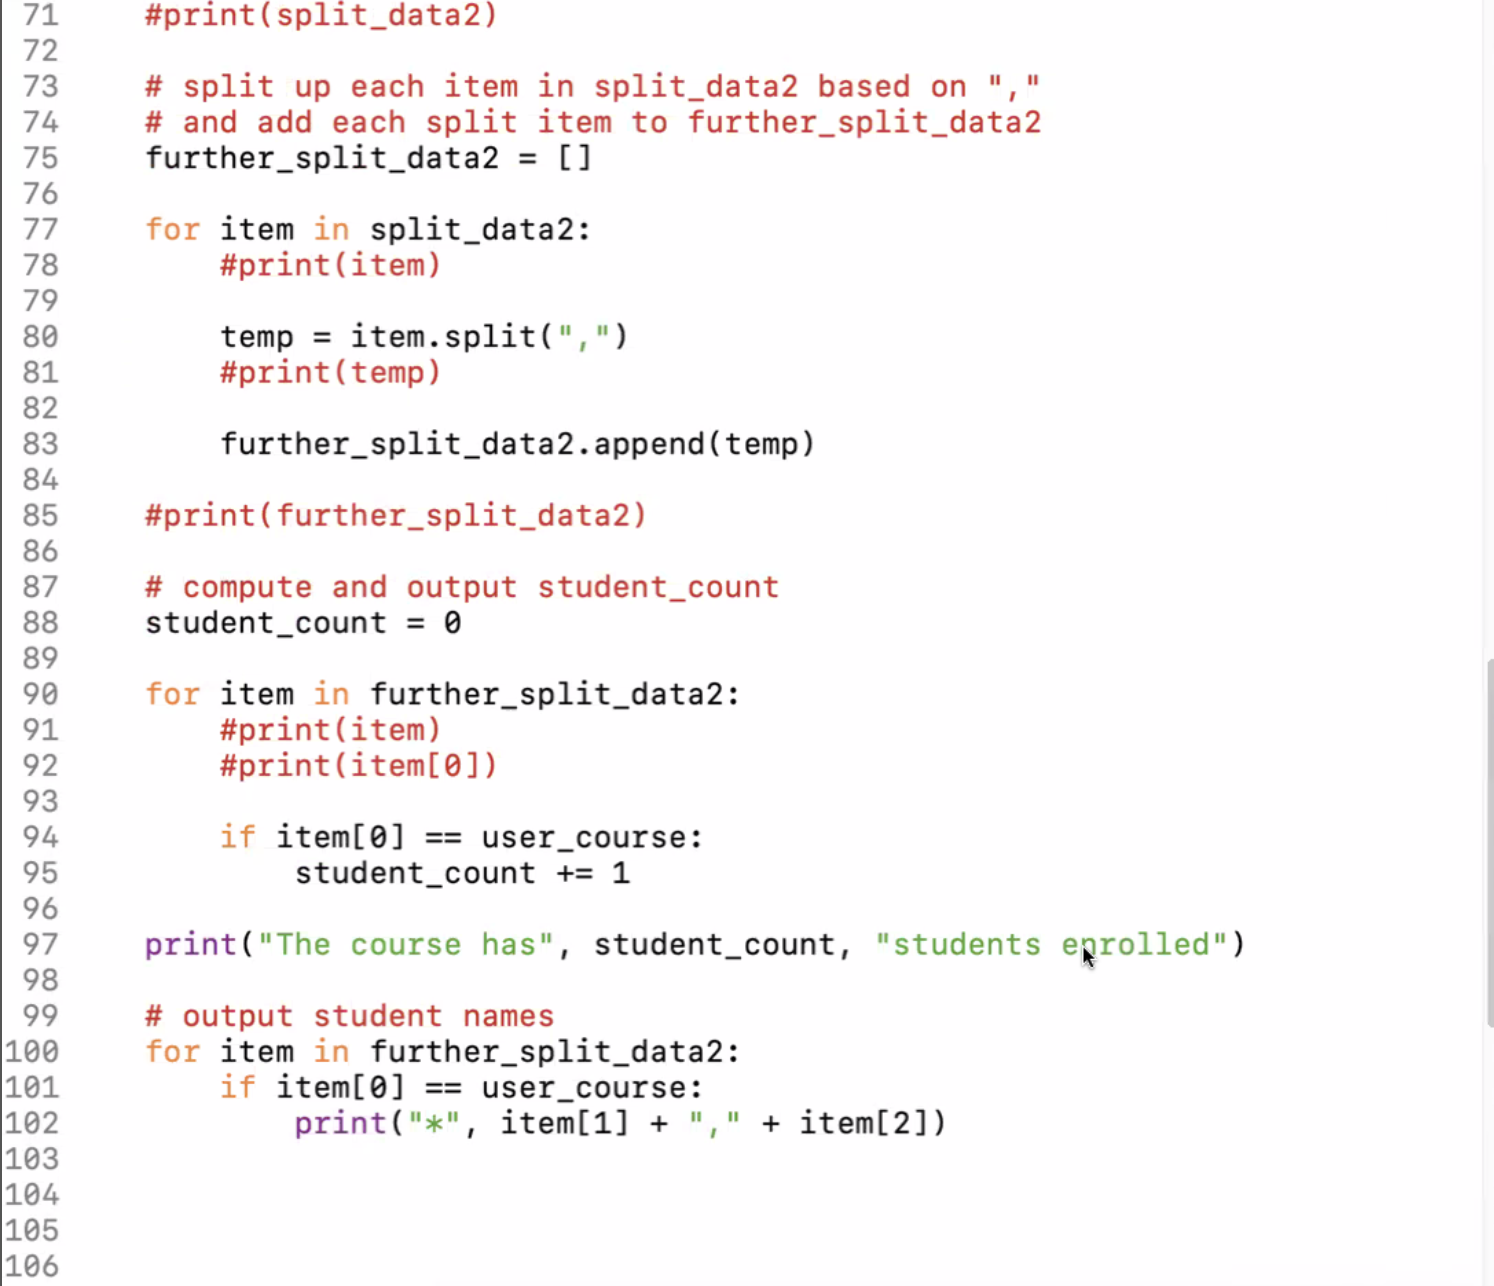 71 #print(split_data2)
72
73 # split up each item in split_data2 based on ","
74 # and add each split item to further_split_data2
75 further_split_data2 = []
76
77 for item in split_data2:
78 #print(item)
79
80 temp = item.split(",")
81 #print(temp)
82
83 further_split_data2.append(temp)
84
85 #print(further_split_data2)
86
87 # compute and output student_count
88 student_count = 0
89
90 for item in further_split_data2:
91 #print(item)
92 #print(item[0])
93
94 if item[0] == user_course:
95 student_count += 1
96
97 print("The course has", student_count, "students enrolled")
98
99 # output student names
100 for item in further_split_data2:
101 if item[0] == user_course:
102 print("*", item[1] + "," + item[2])
103
104
105
106